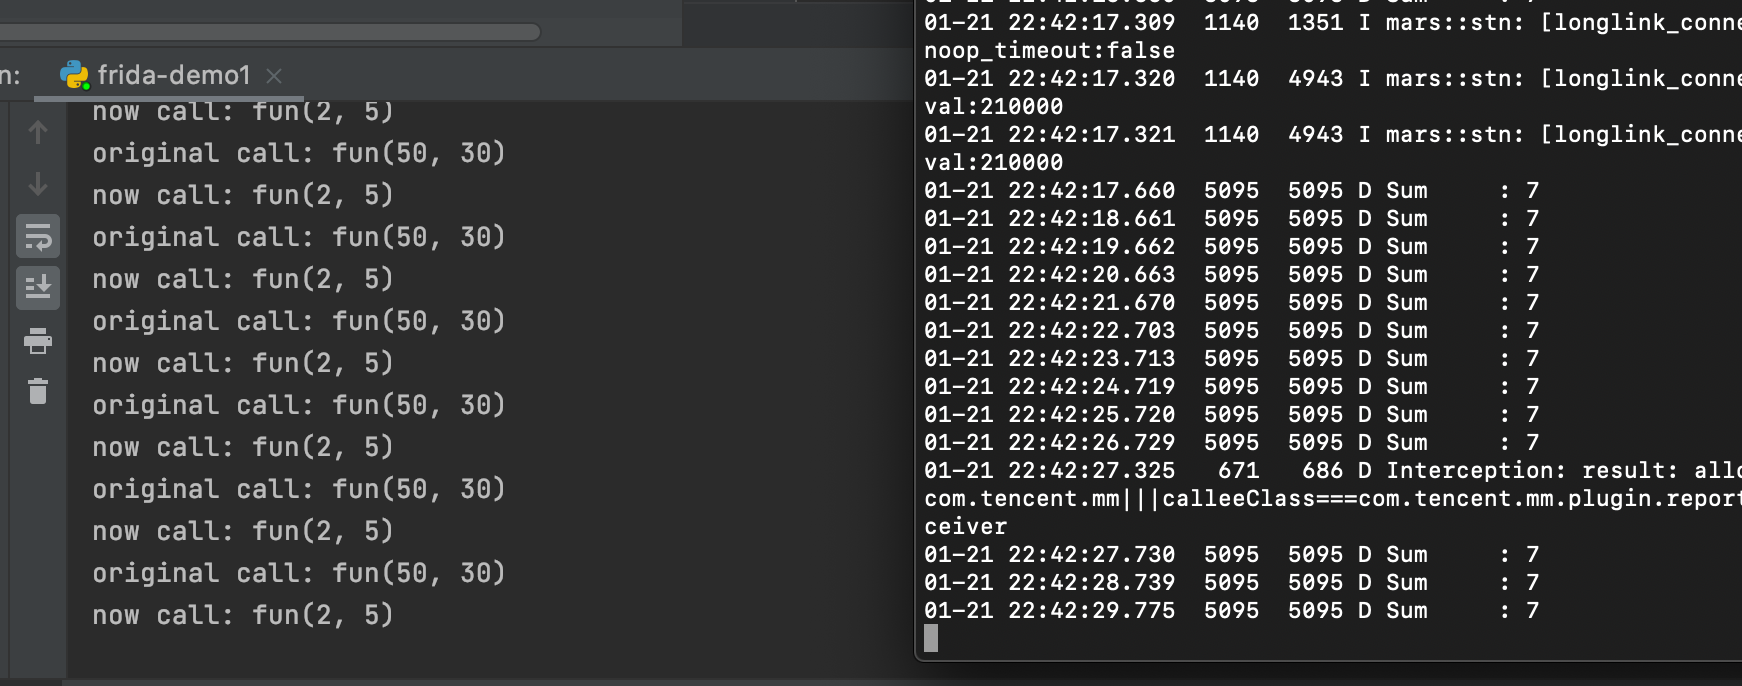 n:
frida-demo1
now call: fun(2, 5)
original call: fun(50, 30)
now call: fun(2, 5)
original call: fun(50, 30)
now call: fun(2, 5)
original call: fun(50, 30)
now call: fun(2, 5)
original call: fun(50, 30)
now call: fun(2, 5)
original call: fun(50, 30)
now call: fun(2, 5)
original call: fun(50, 30)
now call: fun(2, 5)
01-21 22:42:17.309 1140 1351 I mars::stn: [longlink_conne
noop_timeout:false
01-21 22:42:17.320 1140 4943 I mars::stn: [longlink_conne
val:210000
01-21 22:42:17.321 1140 4943 I mars::stn: [longlink_conne
val:210000
01-21 22:42:17.660 5095 5095 D Sum : 7
01-21 22:42:18.661 5095 5095 D Sum : 7
01-21 22:42:19.662 5095 5095 D Sum : 7
01-21 22:42:20.663 5095 5095 D Sum : 7
01-21 22:42:21.670 5095 5095 D Sum : 7
01-21 22:42:22.703 5095 5095 D Sum : 7
01-21 22:42:23.713 5095 5095 D Sum : 7
01-21 22:42:24.719 5095 5095 D Sum : 7
01-21 22:42:25.720 5095 5095 D Sum : 7
01-21 22:42:26.729 5095 5095 D Sum : 7
01-21 22:42:27.325 671 686 D Interception: result: allo
com.tencent.mm|||calleeClass===com.tencent.mm.plugin.report
ceiver
01-21 22:42:27.730 5095 5095 D Sum : 7
01-21 22:42:28.739 5095 5095 D Sum : 7
01-21 22:42:29.775 5095 5095 D Sum : 7